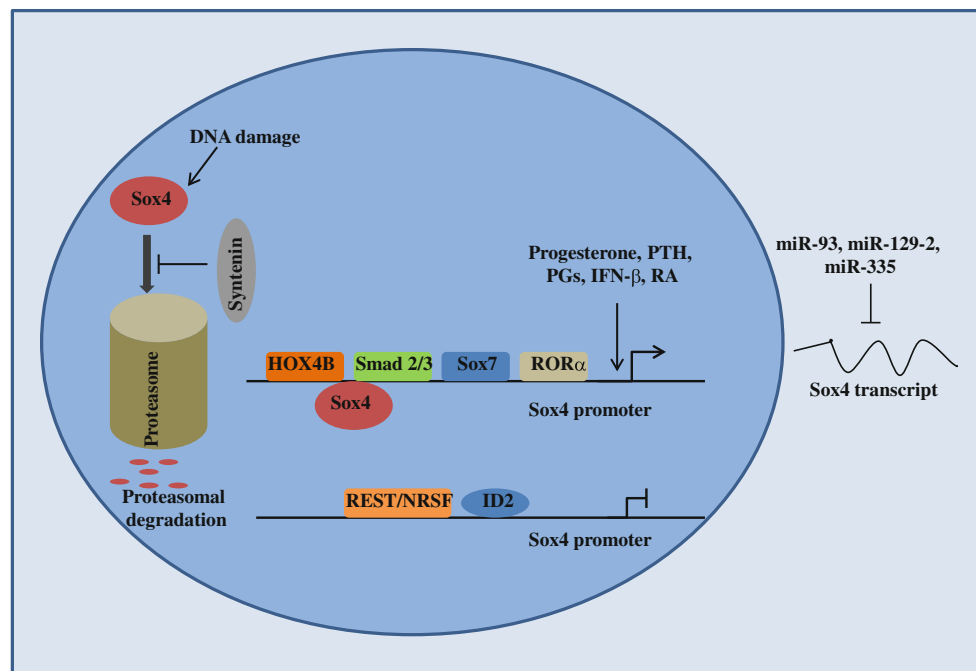 DNA damage
Sox4
Syntenin
Proteasome
Proteasomal
degradation
Progesterone, PTH,
PGs, IFN-β, RA
HOX4B Smad 2/3 Sox7 RORα
Sox4
Sox4 promoter
REST/NRSF ID2
Sox4 promoter
miR-93, miR-129-2,
miR-335
Sox4 transcript